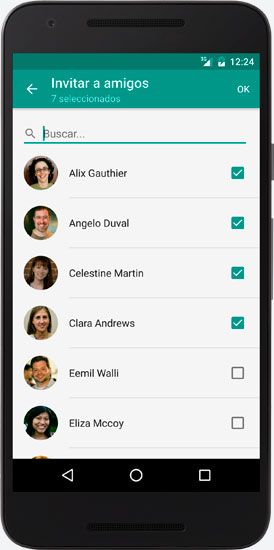 3G 12:24
Invitar a amigos
7 seleccionados
OK
Buscar...
Alix Gauthier
Angelo Duval
Celestine Martin
Clara Andrews
Eemil Walli
Eliza Mccoy